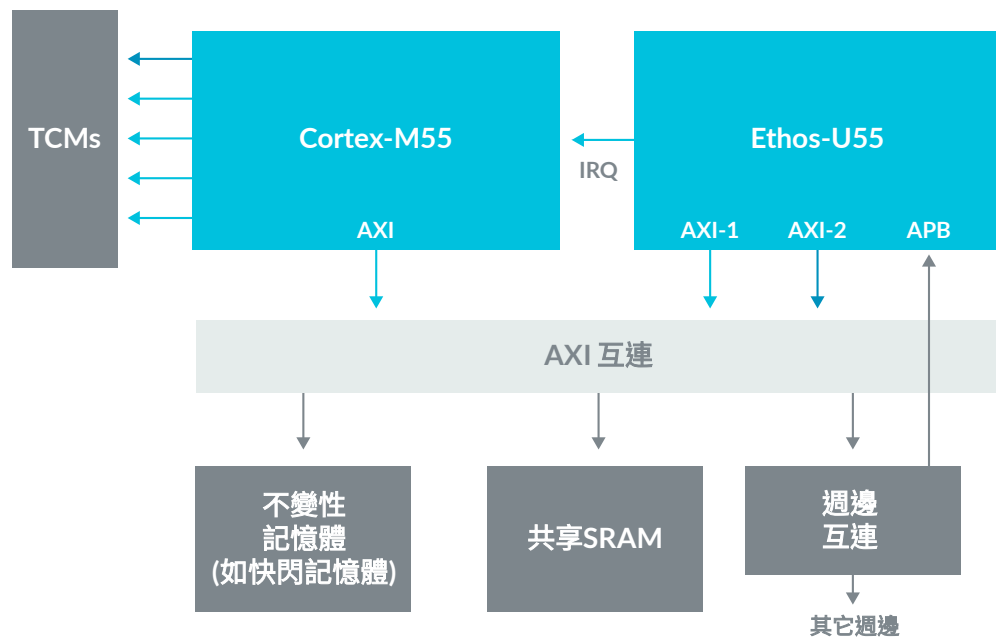 TCMs
Cortex-M55
Ethos-U55
IRQ
AXI
AXI-1
AXI-2
APB
AXI 互連
不變性
記憶體
(如快閃記憶體)
共享SRAM
週邊
互連
其它週邊